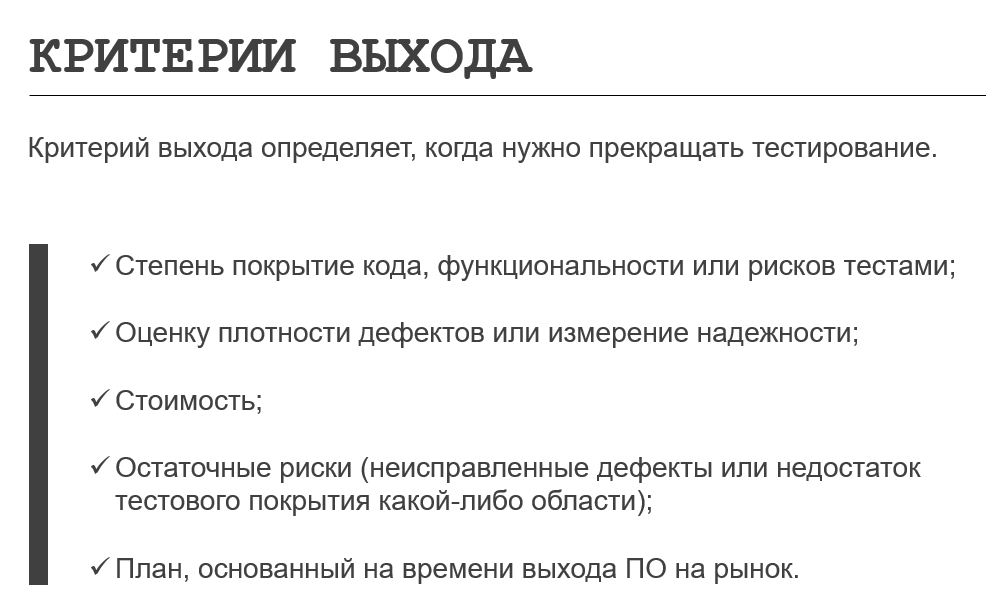 КРИТЕРИИ ВЫХОДА
Критерий выхода определяет, когда нужно прекращать тестирование.
✓ Степень покрытие кода, функциональности или рисков тестами;
✓ Оценку плотности дефектов или измерение надежности;
✓ Стоимость;
✓ Остаточные риски (неисправленные дефекты или недостаток
тестового покрытия какой-либо области);
✓ План, основанный на времени выхода ПО на рынок.